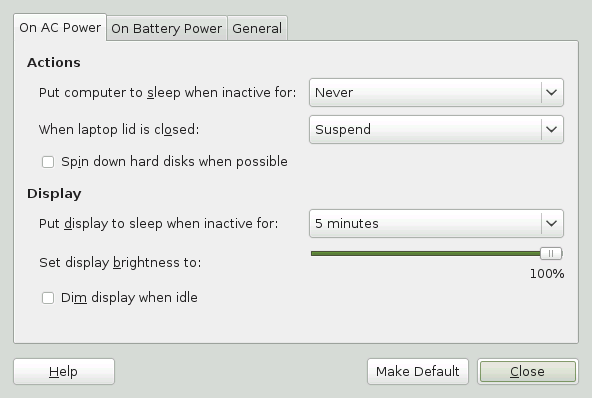 On AC Power On Battery Power General
Actions
Put computer to sleep when inactive for: Never
When laptop lid is closed: Suspend
Spin down hard disks when possible
Display
Put display to sleep when inactive for: 5 minutes
Set display brightness to:
100%
Dim display when idle
Help Make Default Close